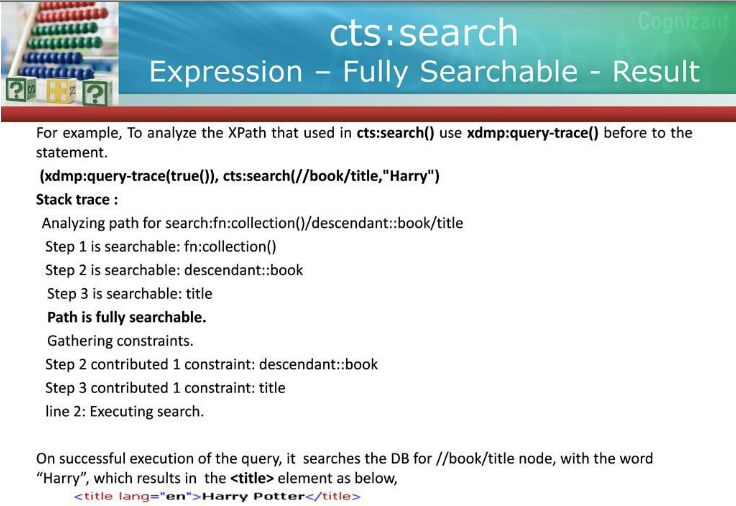 Cognizant
cts:search
Expression – Fully Searchable - Result
For example, To analyze the XPath that used in cts:search() use xdmp:query-trace() before to the
statement.
(xdmp:query-trace(true()), cts:search(//book/title,"Harry")
Stack trace :
Analyzing path for search:fn:collection()/descendant::book/title
Step 1 is searchable: fn:collection()
Step 2 is searchable: descendant::book
Step 3 is searchable: title
Path is fully searchable.
Gathering constraints.
Step 2 contributed 1 constraint: descendant::book
Step 3 contributed 1 constraint: title
line 2: Executing search.
On successful execution of the query, it searches the DB for //book/title node, with the word
“Harry”, which results in the <title> element as below,
<title lang="en">Harry Potter</title>